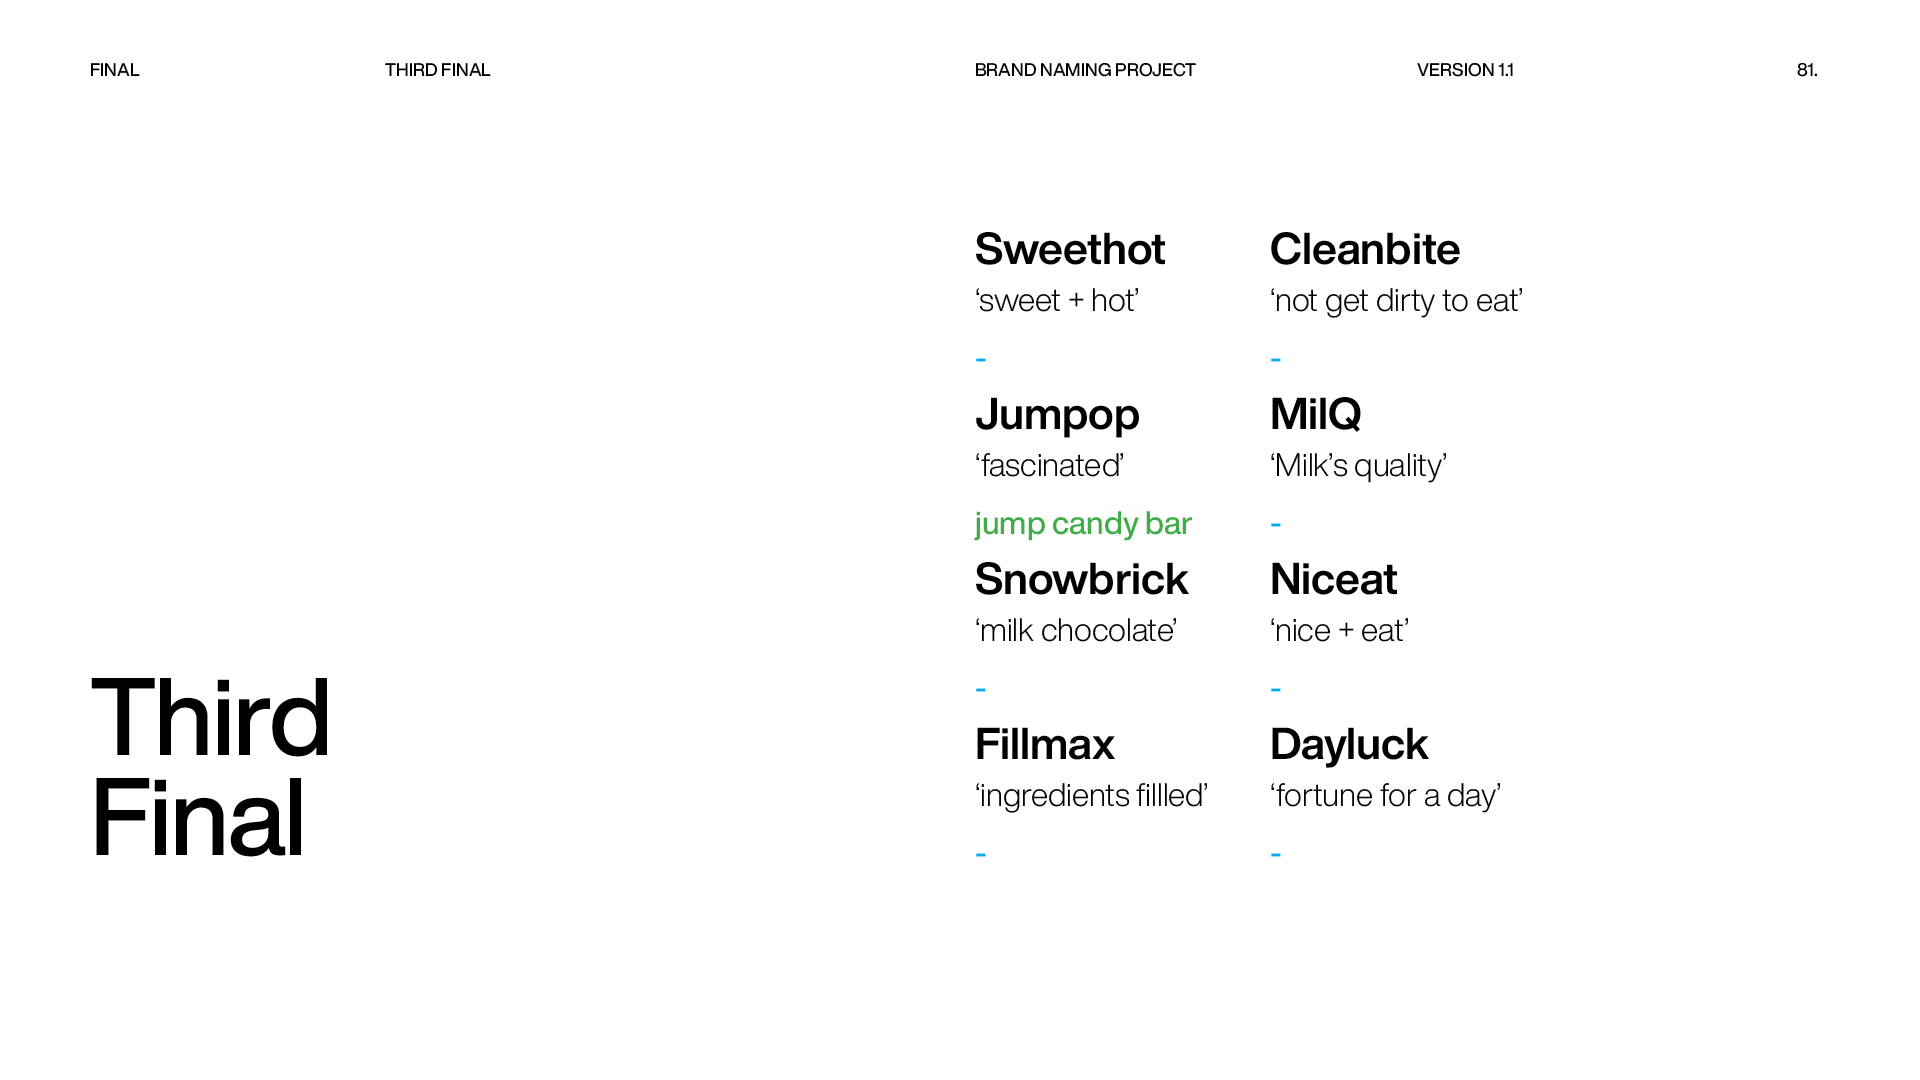 FINAL
THIRD FINAL
BRAND NAMING PROJECT
VERSION 1.1
81.
Third
Final
Sweethot
‘sweet + hot’
-
Jumpop
‘fascinated’
jump candy bar
Snowbrick
‘milk chocolate’
-
Fillmax
‘ingredients fillled’
-
Cleanbite
‘not get dirty to eat’
-
MilQ
‘Milk’s quality’
-
Niceat
‘nice + eat’
-
Dayluck
‘fortune for a day’
-